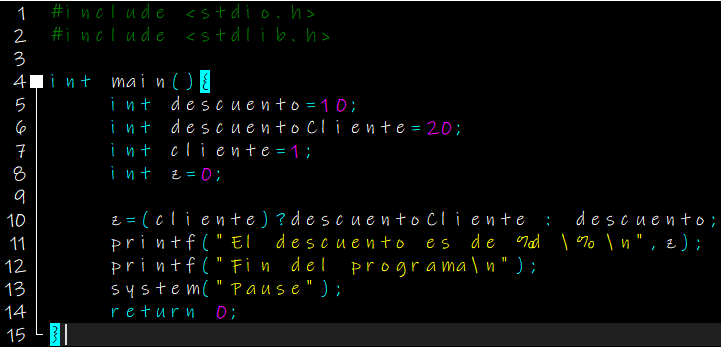 1 #include <stdio.h>
2 #include <stdlib.h>
3
4 int main(){
5 int descuento=10;
6 int descuentoCliente=20;
7 int cliente=1;
8 int z=0;
9
10 z=(cliente)?descuentoCliente : descuento;
11 printf("El descuento es de %d \%\n",z);
12 printf("Fin del programa\n");
13 system("Pause");
14 return 0;
15 }